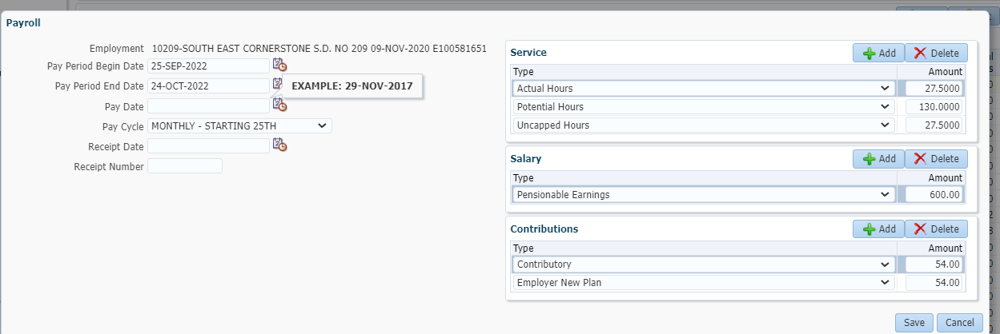 Payroll
Employment 10209-SOUTH EAST CORNERSTONE S.D. NO 209 09-NOV-2020 E100581651
Pay Period Begin Date 25-SEP-2022
Pay Period End Date 24-OCT-2022
EXAMPLE: 29-NOV-2017
Pay Date
Pay Cycle MONTHLY - STARTING 25TH
Receipt Date
Receipt Number
Service Add Delete
Type Amount
Actual Hours 27.5000
Potential Hours 130.0000
Uncapped Hours 27.5000
Salary Add Delete
Type Amount
Pensionable Earnings 600.00
Contributions Add Delete
Type Amount
Contributory 54.00
Employer New Plan 54.00
Save Cancel